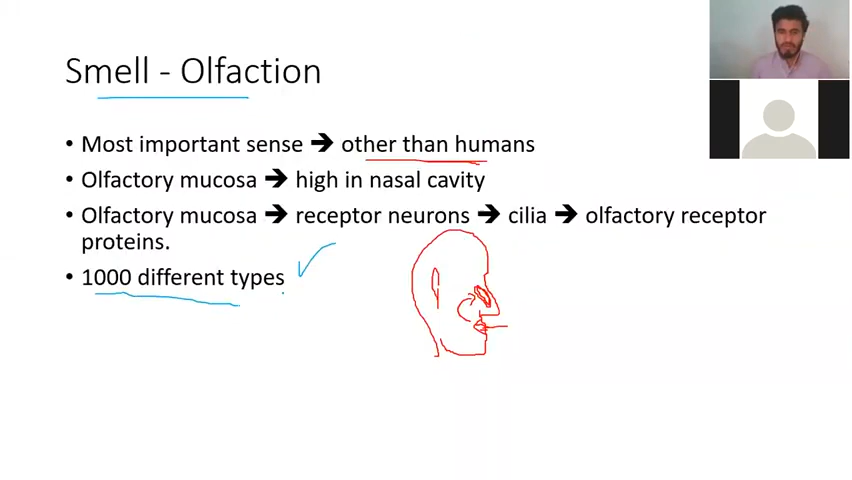 Smell - Olfaction
• Most important sense ➔ other than humans
• Olfactory mucosa ➔ high in nasal cavity
• Olfactory mucosa ➔ receptor neurons ➔ cilia ➔ olfactory receptor
proteins.
• 1000 different types